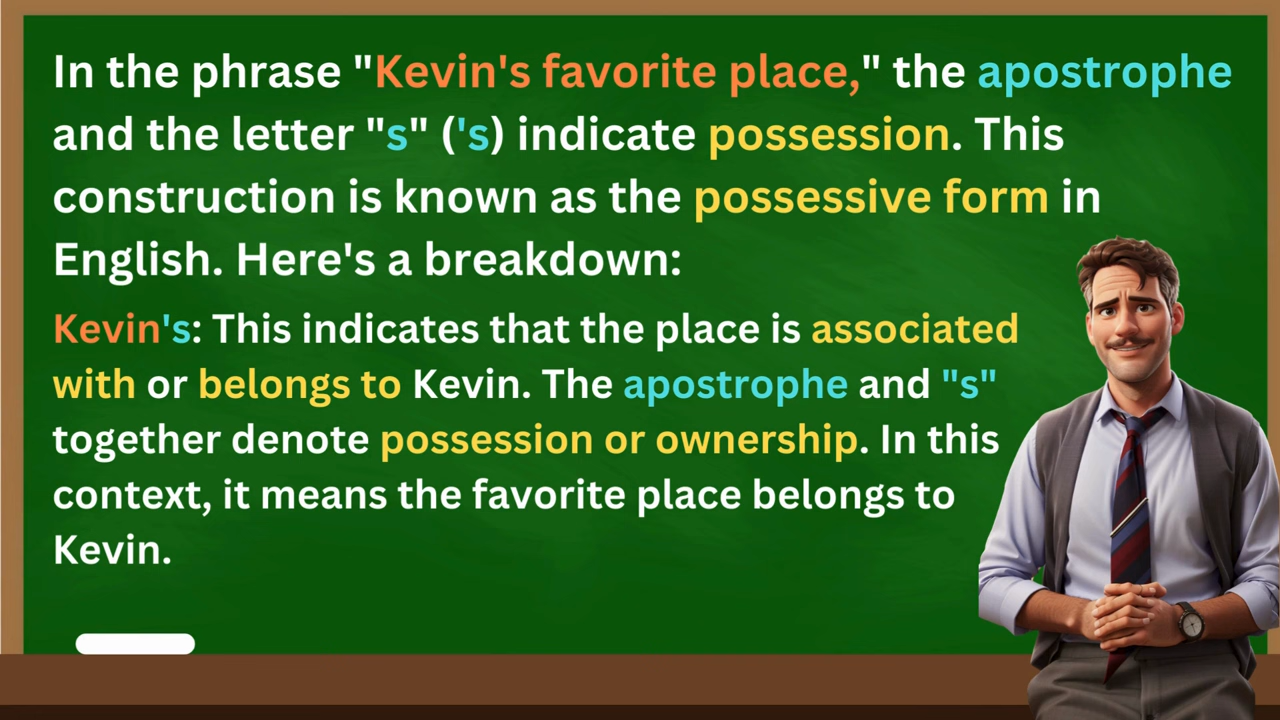 In the phrase "Kevin's favorite place," the apostrophe
and the letter "s" ('s) indicate possession. This
construction is known as the possessive form in
English. Here's a breakdown:
Kevin's: This indicates that the place is associated
with or belongs to Kevin. The apostrophe and "s"
together denote possession or ownership. In this
context, it means the favorite place belongs to
Kevin.